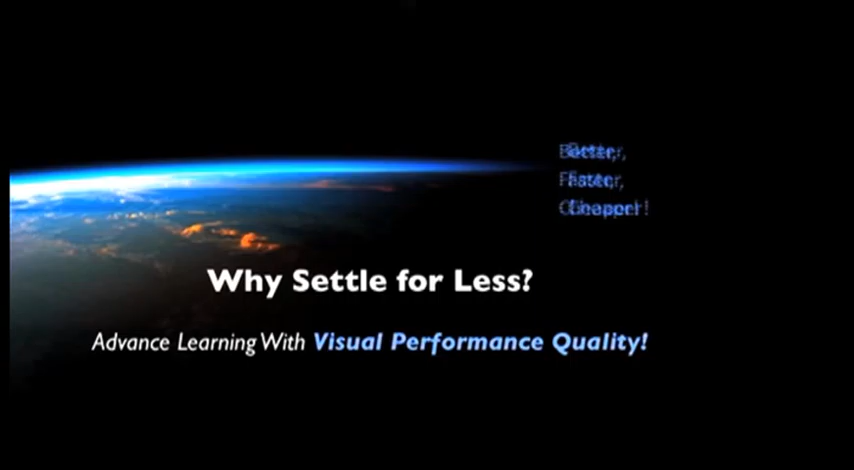 Better,
Faster,
Cheaper!
Why Settle for Less?
Advance Learning With Visual Performance Quality!